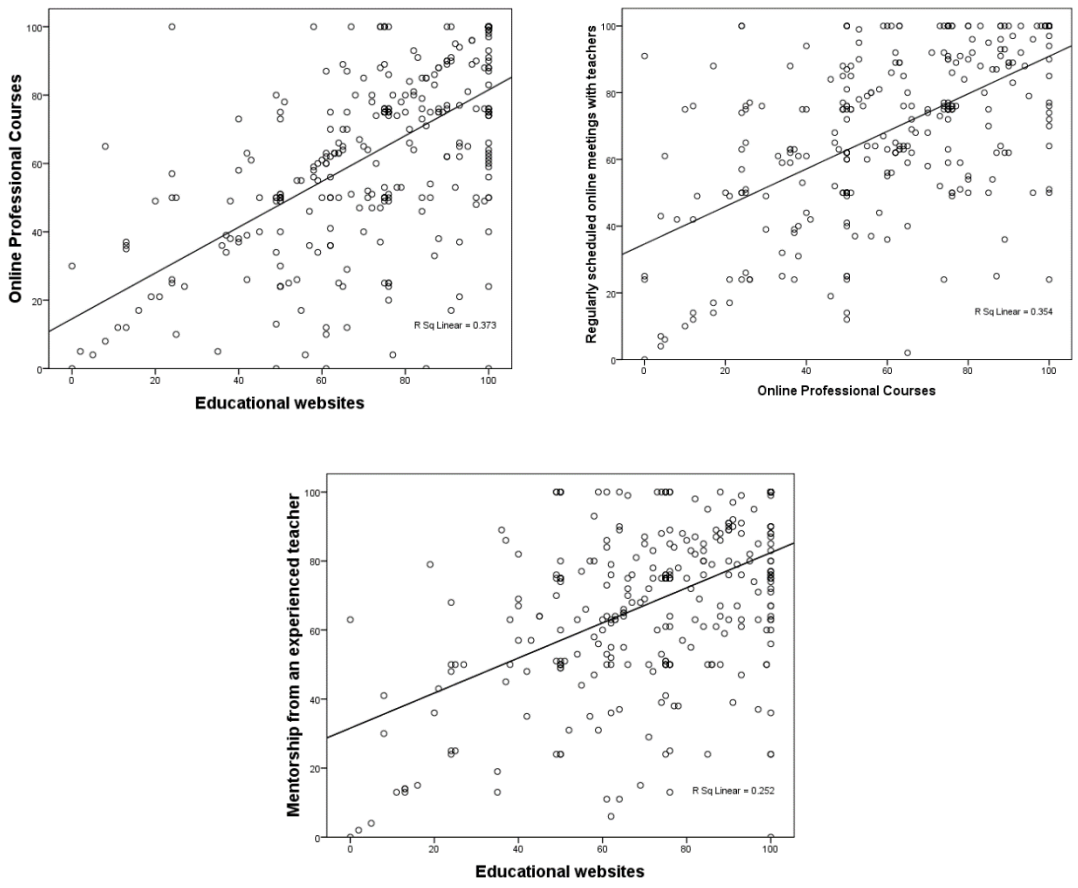 100
80
60
40
20
0
Online Professional Courses
R Sq Linear = 0.373
0 20 40 60 80 100
Educational websites
100
80
60
40
20
0
Regularly scheduled online meetings with teachers
R Sq Linear = 0.354
0 20 40 60 80 100
Online Professional Courses
100
80
60
40
20
0
Mentorship from an experienced teacher
R Sq Linear = 0.252
0 20 40 60 80 100
Educational websites